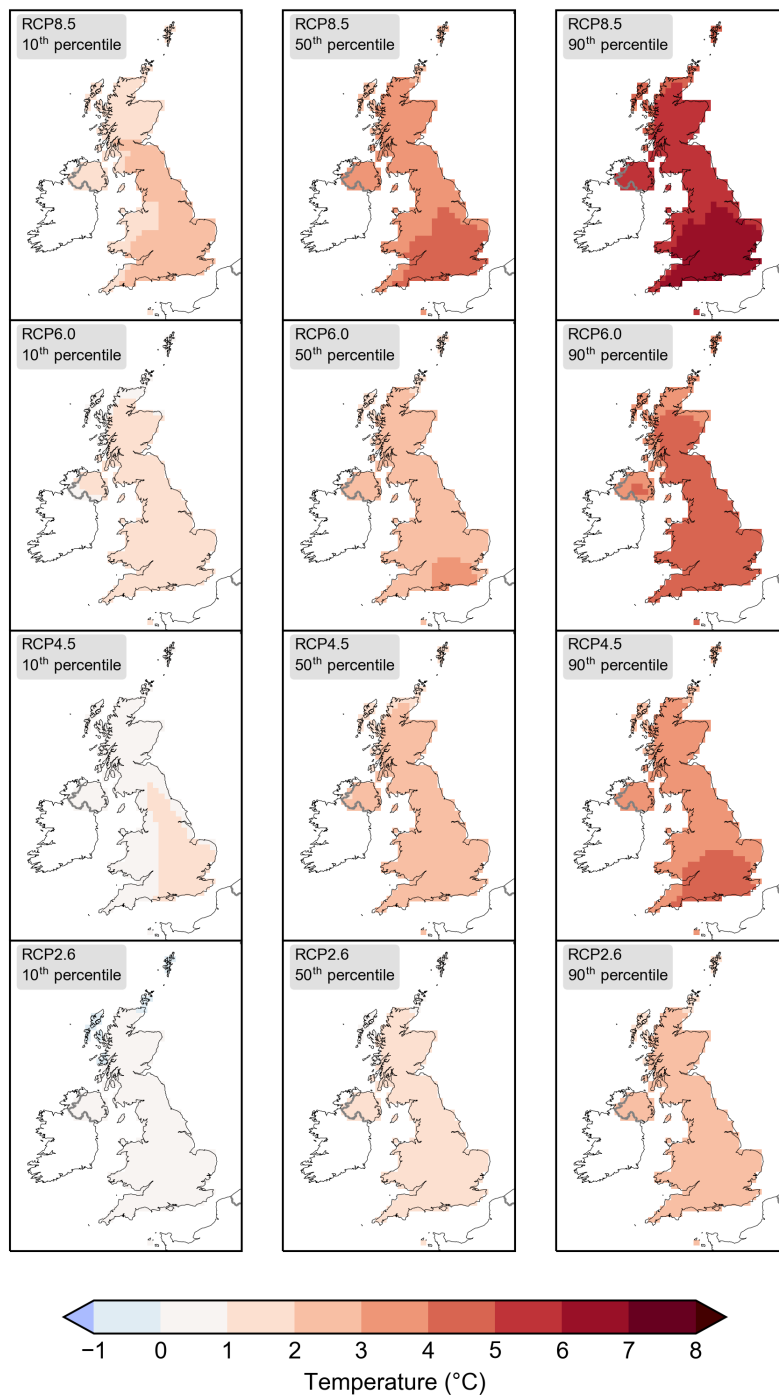 RCP8.5
10th percentile
RCP8.5
50th percentile
RCP8.5
90th percentile
RCP6.0
10th percentile
RCP6.0
50th percentile
RCP6.0
90th percentile
RCP4.5
10th percentile
RCP4.5
50th percentile
RCP4.5
90th percentile
RCP2.6
10th percentile
RCP2.6
50th percentile
RCP2.6
90th percentile
−1 0 1 2 3 4 5 6 7 8
Temperature (°C)